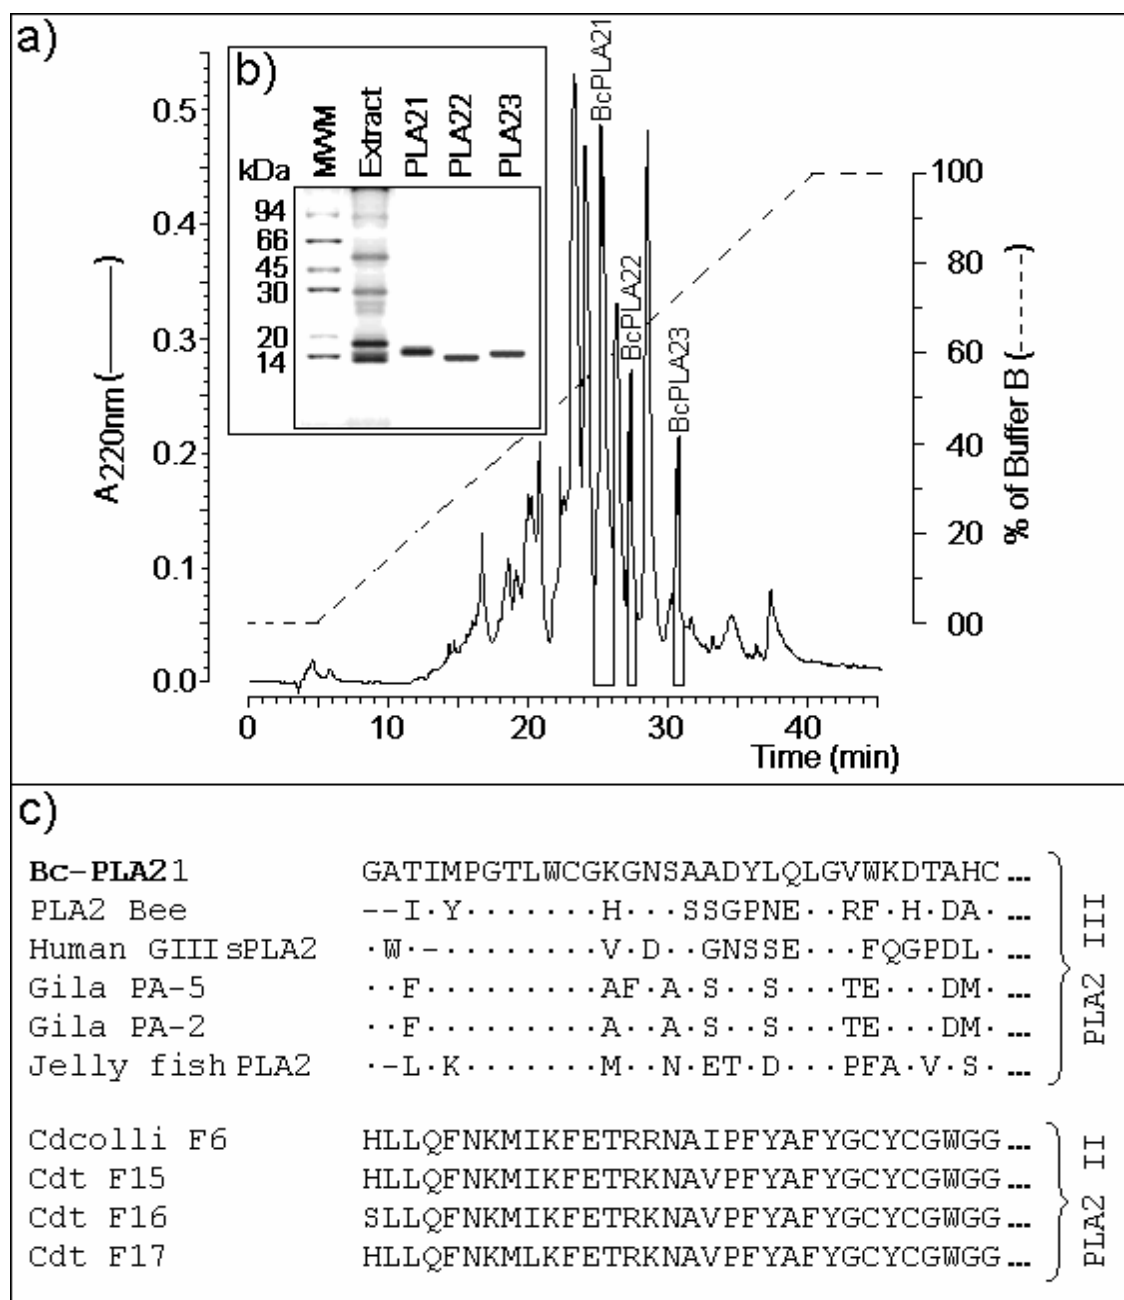 a)
b)
kDa
MWM
Extract
PLA21
PLA22
PLA23
94
66
45
30
20
14
BcPLA21
BcPLA22
BcPLA23
0.5
0.4
0.3
0.2
0.1
0.0
A220nm (——)
100
80
60
40
20
00
% of Buffer B (-----)
0
10
20
30
40
Time (min)
c)
Bc-PLA21 GATIMPGTLWCGKGNSAADYLQLGVWKDTAHC ...
PLA2 Bee --I·Y·······H···SSGPNE··RF·H·DA· ...
Human GIII sPLA2 ·W·-········V·D··GNSSE···FQGPDL· ...
Gila PA-5 ··F·········AF·A·S··S···TE···DM· ...
Gila PA-2 ··F·········A··A·S··S···TE···DM· ...
Jelly fish PLA2 ·-L·K·······M··N·ET·D···PFA·V·S· ...
PLA2 III
Cdcolli F6 HLLQFNKMIKFETRRNAIPFYAFYGCYCGWGG ...
Cdt F15 HLLQFNKMIKFETRKNAVPFYAFYGCYCGWGG ...
Cdt F16 SLLQFNKMIKFETRKNAVPFYAFYGCYCGWGG ...
Cdt F17 HLLQFNKMLKFETRKNAVPFYAFYGCYCGWGG ...
PLA2 II